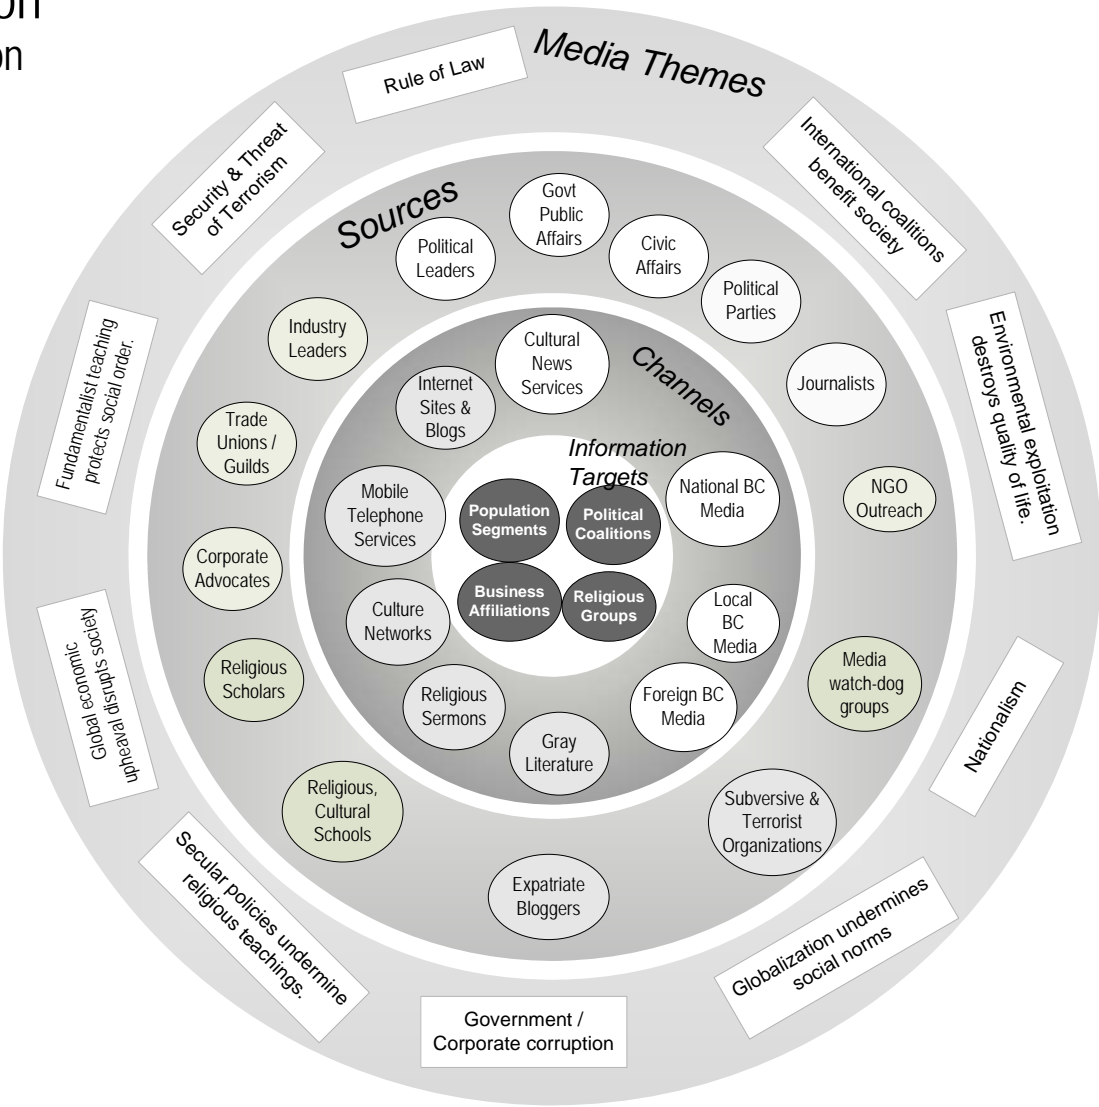 on
on
Media Themes
Rule of Law
International coalitions
benefit society
Environmental exploitation
destroys quality of life.
Nationalism
Globalization undermines
social norms
Government /
Corporate corruption
Secular policies undermine
religious teachings.
Global economic
upheaval disrupts society
Fundamentalist teaching
protects social order.
Security & Threat
of Terrorism
Sources
Political
Leaders
Govt
Public
Affairs
Civic
Affairs
Political
Parties
Journalists
NGO
Outreach
Media
watch-dog
groups
Subversive &
Terrorist
Organizations
Expatriate
Bloggers
Religious,
Cultural
Schools
Religious
Scholars
Corporate
Advocates
Trade
Unions /
Guilds
Industry
Leaders
Channels
Cultural
News
Services
National BC
Media
Local
BC
Media
Foreign BC
Media
Gray
Literature
Religious
Sermons
Culture
Networks
Mobile
Telephone
Services
Internet
Sites &
Blogs
Information
Targets
Population
Segments
Political
Coalitions
Business
Affiliations
Religious
Groups